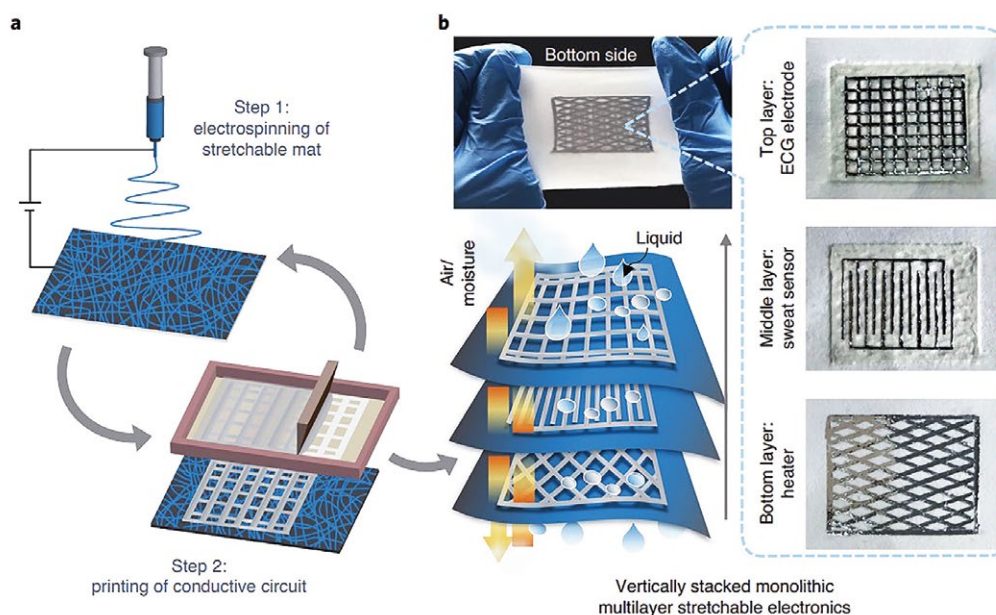 a
Step 1:
electrospinning of
stretchable mat
Step 2:
printing of conductive circuit
b
Bottom side
Air/
moisture
Liquid
Top layer:
ECG electrode
Middle layer:
sweat sensor
Bottom layer:
heater
Vertically stacked monolithic
multilayer stretchable electronics